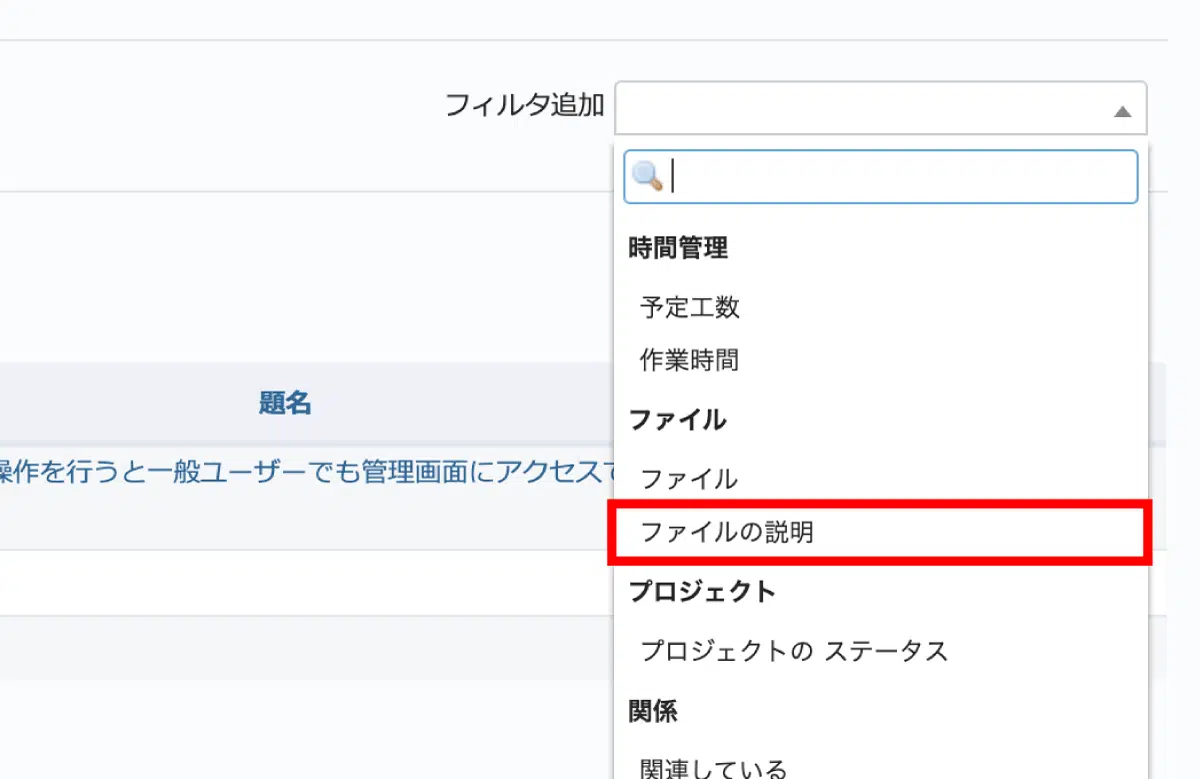 フィルタ追加
時間管理
予定工数
作業時間
ファイル
題名
操作を行うと一般ユーザーでも管理画面にアクセスで
ファイル
ファイルの説明
プロジェクト
プロジェクトの ステータス
関係
関連している